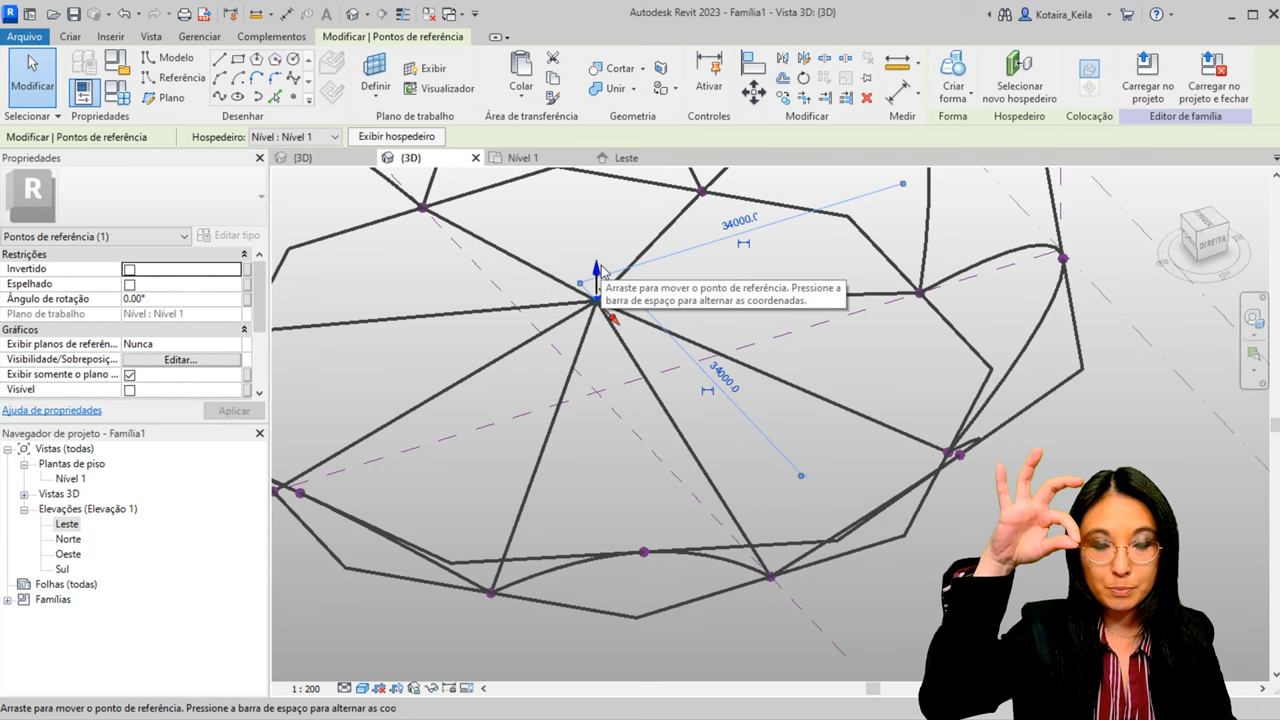 Autodesk Revit 2023 - Família1 - Vista 3D: {3D}
Kotaira_Keila
Arquivo Criar Inserir Vista Gerenciar Complementos Modificar | Pontos de referência
Modificar
Selecionar
Propriedades
Modelo
Referência
Plano
Desenhar
Definir
Exibir
Visualizador
Plano de trabalho
Colar
Área de transferência
Cortar
Unir
Geometria
Ativar
Controles
Modificar
Medir
Criar
forma
Forma
Selecionar
novo hospedeiro
Hospedeiro
Colocação
Carregar no
projeto
Carregar no
projeto e fechar
Editor de família
Modificar | Pontos de referência
Hospedeiro: Nível : Nível 1
Exibir hospedeiro
Propriedades
{3D}
{3D}
Nível 1
Leste
R
Pontos de referência (1)
Editar tipo
Restrições
Invertido
Espelhado
Ângulo de rotação 0.00°
Plano de trabalho Nível : Nível 1
Gráficos
Exibir planos de referên... Nunca
Visibilidade/Sobreposiç... Editar...
Exibir somente o plano ...
Visível
Ajuda de propriedades
Aplicar
Navegador de projeto - Família1
Vistas (todas)
Plantas de piso
Nível 1
Vistas 3D
Elevações (Elevação 1)
Leste
Norte
Oeste
Sul
Folhas (todas)
Famílias
34000.0
Arraste para mover o ponto de referência. Pressione a
barra de espaço para alternar as coordenadas.
34000.0
DIREITA
1 : 200
Arraste para mover o ponto de referência. Pressione a barra de espaço para alternar as coo